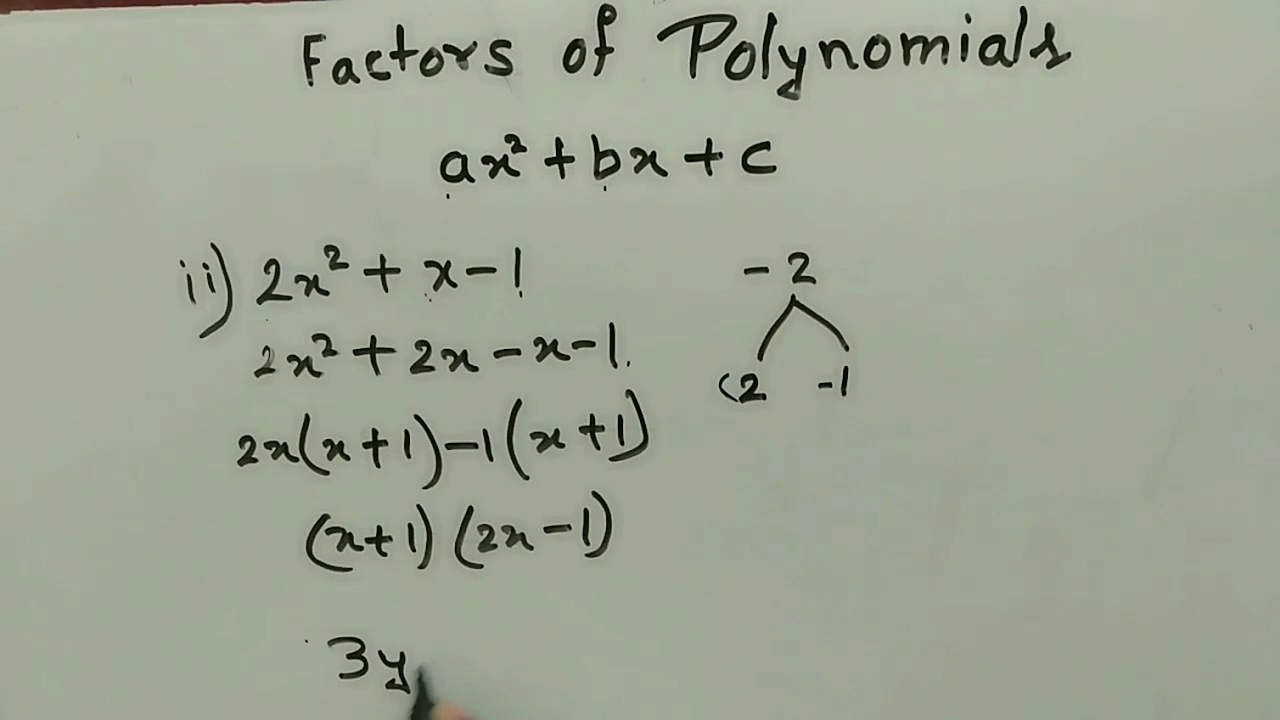 Factors of Polynomials
ax² + bx + c
ii) 2x² + x - 1
- 2
2x² + 2x - x - 1
2 -1
2x(x + 1) - 1(x + 1)
(x + 1) (2x - 1)
3y